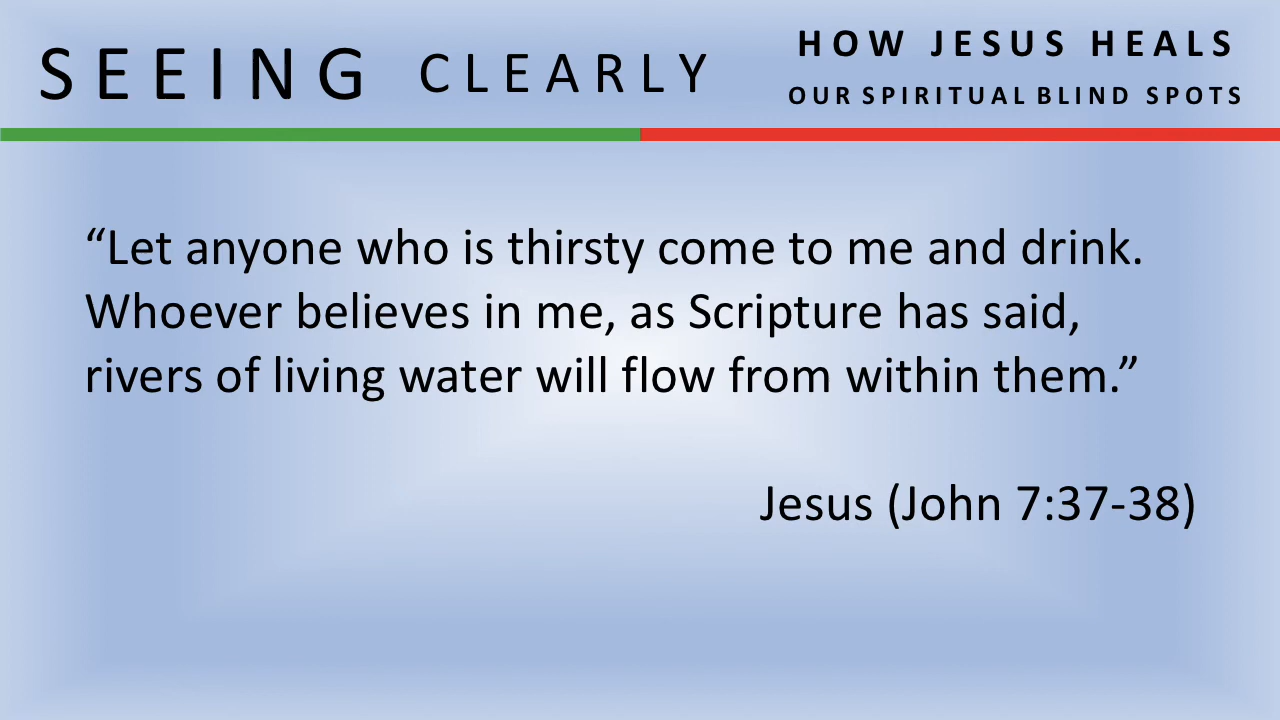 SEEING CLEARLY
HOW JESUS HEALS
OUR SPIRITUAL BLIND SPOTS
“Let anyone who is thirsty come to me and drink.
Whoever believes in me, as Scripture has said,
rivers of living water will flow from within them.”
Jesus (John 7:37-38)